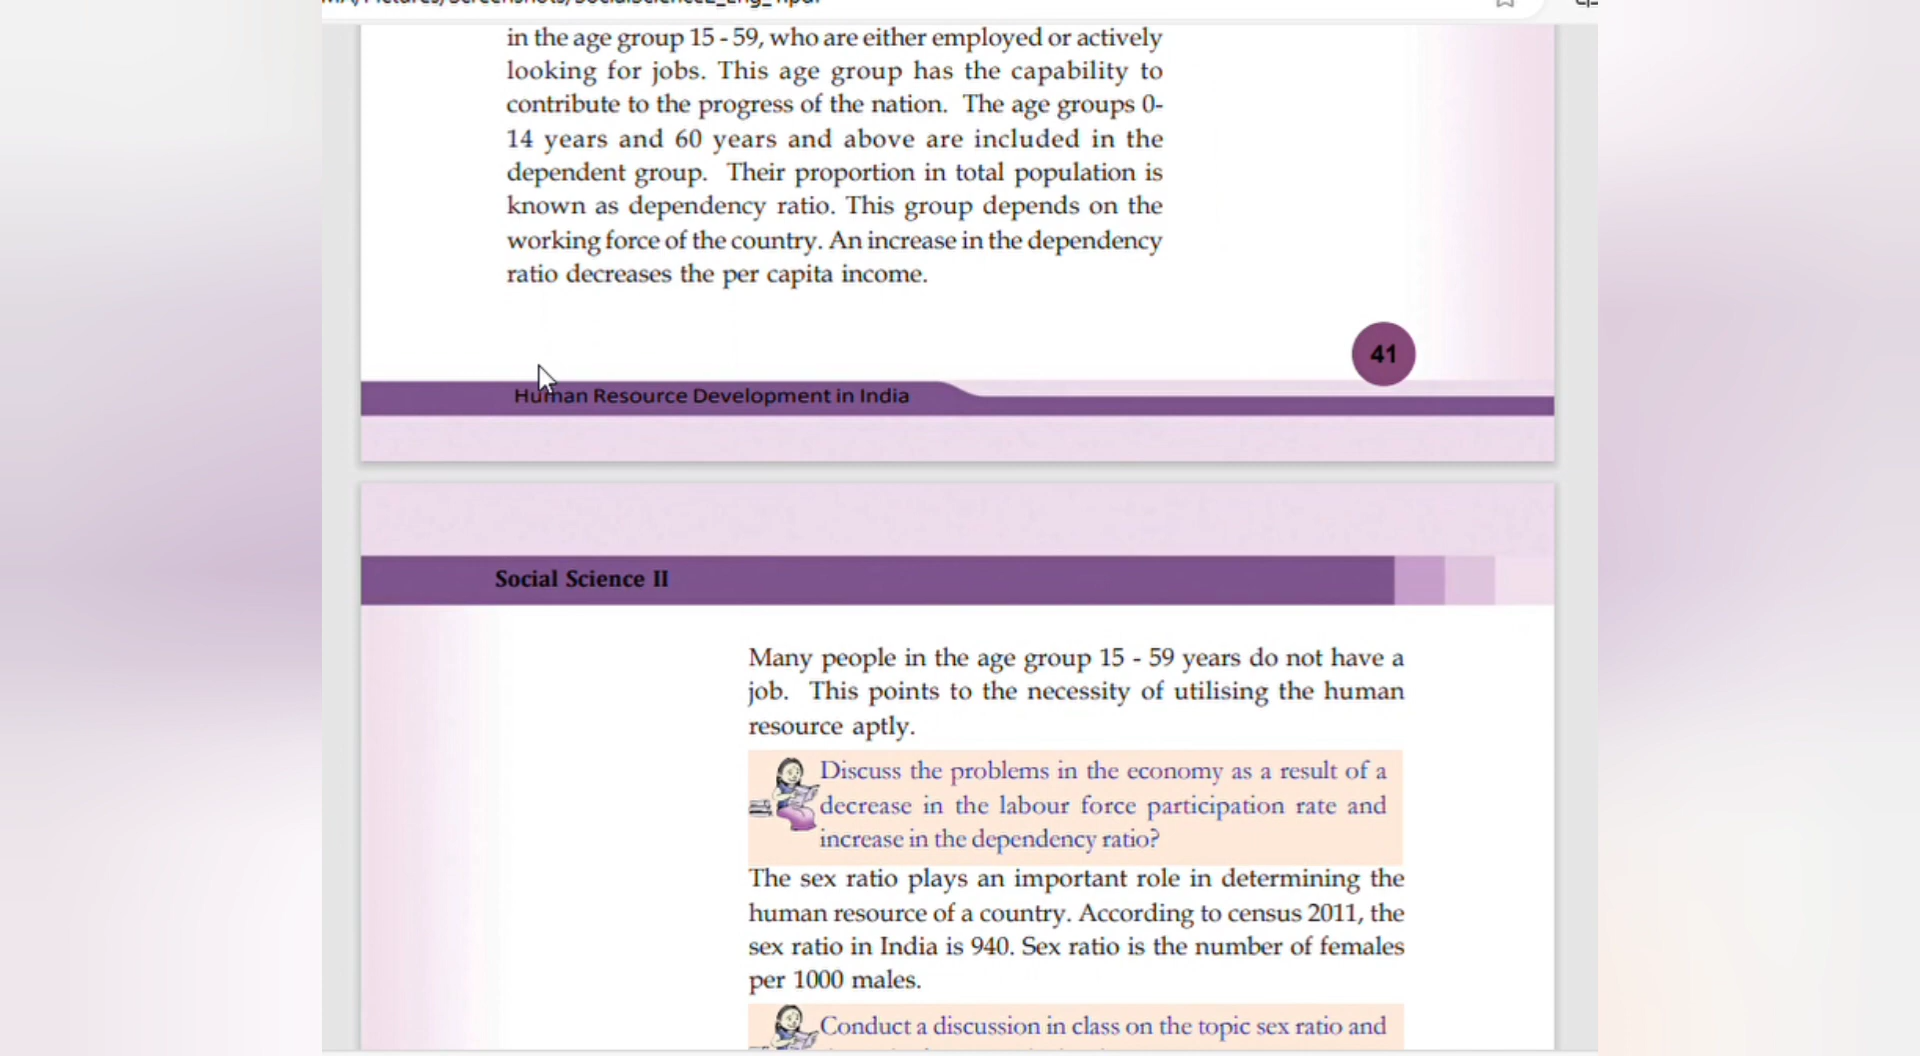 in the age group 15 - 59, who are either employed or actively
looking for jobs. This age group has the capability to
contribute to the progress of the nation. The age groups 0-
14 years and 60 years and above are included in the
dependent group. Their proportion in total population is
known as dependency ratio. This group depends on the
working force of the country. An increase in the dependency
ratio decreases the per capita income.
41
Human Resource Development in India
Social Science II
Many people in the age group 15 - 59 years do not have a
job. This points to the necessity of utilising the human
resource aptly.
Discuss the problems in the economy as a result of a
decrease in the labour force participation rate and
increase in the dependency ratio?
The sex ratio plays an important role in determining the
human resource of a country. According to census 2011, the
sex ratio in India is 940. Sex ratio is the number of females
per 1000 males.
Conduct a discussion in class on the topic sex ratio and